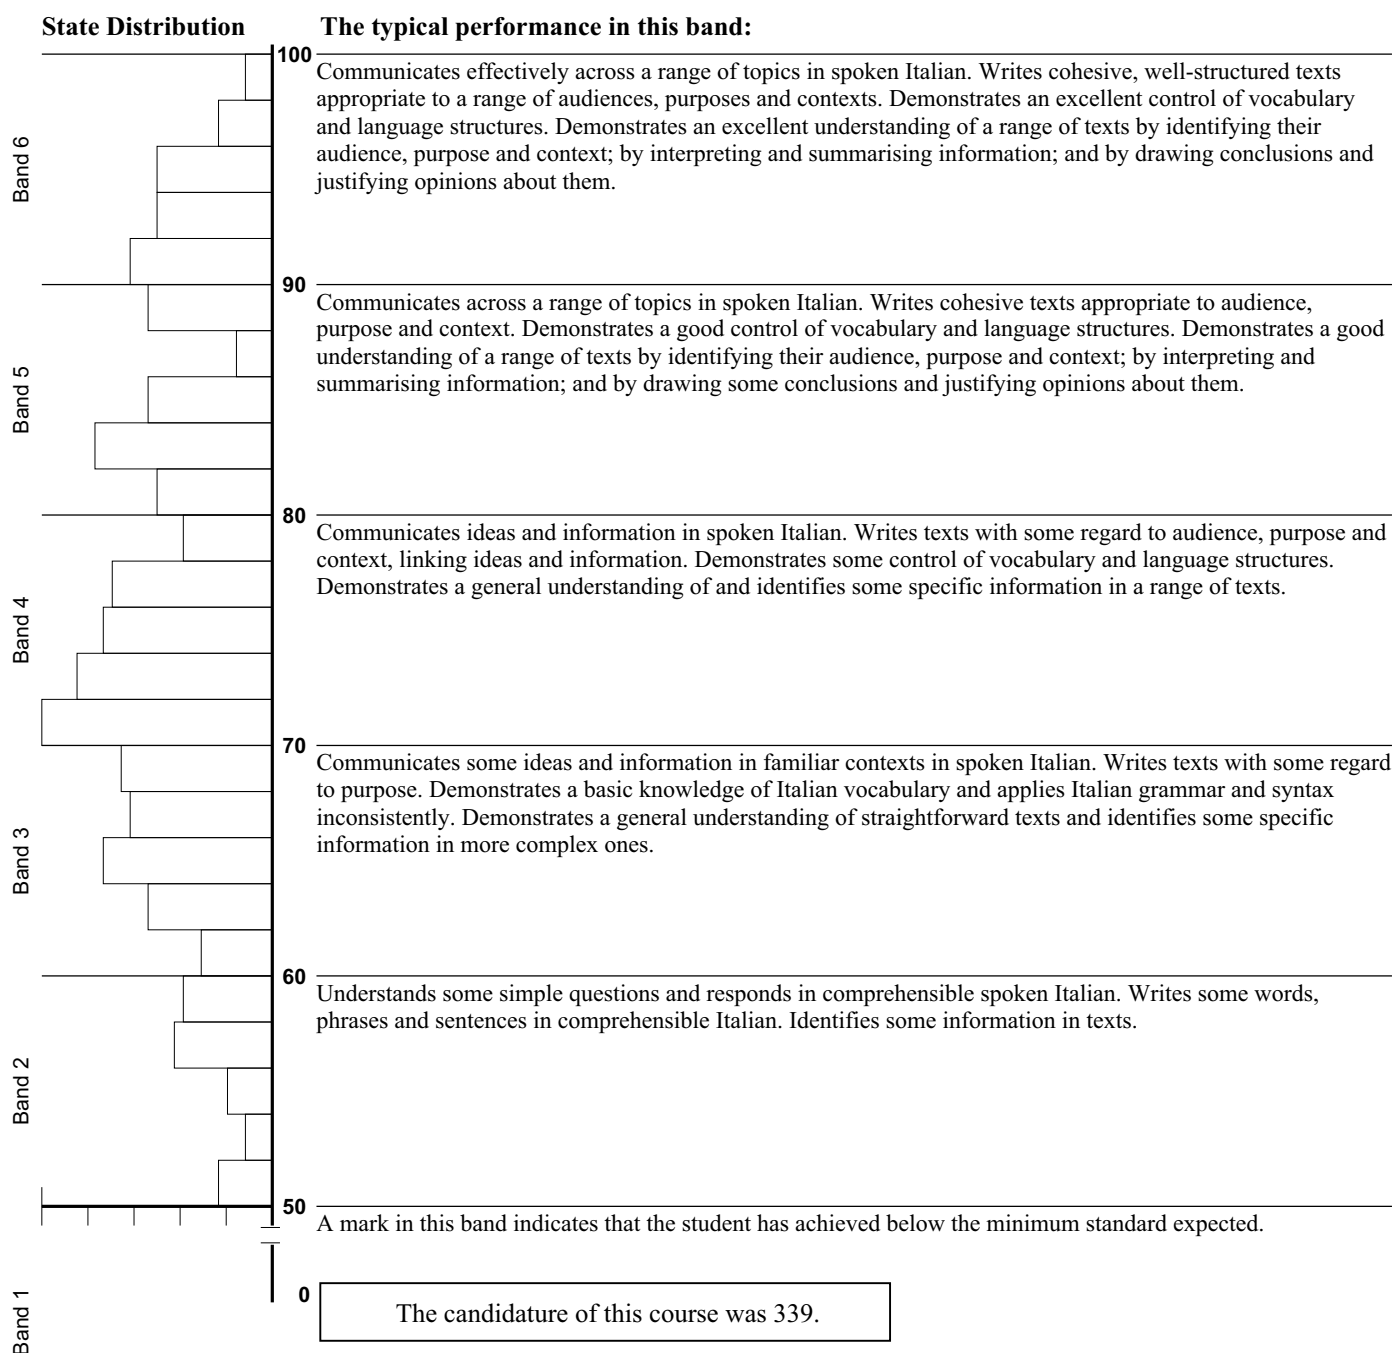 State Distribution
The typical performance in this band:
100
Communicates effectively across a range of topics in spoken Italian. Writes cohesive, well-structured texts
appropriate to a range of audiences, purposes and contexts. Demonstrates an excellent control of vocabulary
and language structures. Demonstrates an excellent understanding of a range of texts by identifying their
audience, purpose and context; by interpreting and summarising information; and by drawing conclusions and
justifying opinions about them.
Band 6
90
Communicates across a range of topics in spoken Italian. Writes cohesive texts appropriate to audience,
purpose and context. Demonstrates a good control of vocabulary and language structures. Demonstrates a good
understanding of a range of texts by identifying their audience, purpose and context; by interpreting and
summarising information; and by drawing some conclusions and justifying opinions about them.
Band 5
80
Communicates ideas and information in spoken Italian. Writes texts with some regard to audience, purpose and
context, linking ideas and information. Demonstrates some control of vocabulary and language structures.
Demonstrates a general understanding of and identifies some specific information in a range of texts.
Band 4
70
Communicates some ideas and information in familiar contexts in spoken Italian. Writes texts with some regard
to purpose. Demonstrates a basic knowledge of Italian vocabulary and applies Italian grammar and syntax
inconsistently. Demonstrates a general understanding of straightforward texts and identifies some specific
information in more complex ones.
Band 3
60
Understands some simple questions and responds in comprehensible spoken Italian. Writes some words,
phrases and sentences in comprehensible Italian. Identifies some information in texts.
Band 2
50
A mark in this band indicates that the student has achieved below the minimum standard expected.
Band 1
0
The candidature of this course was 339.